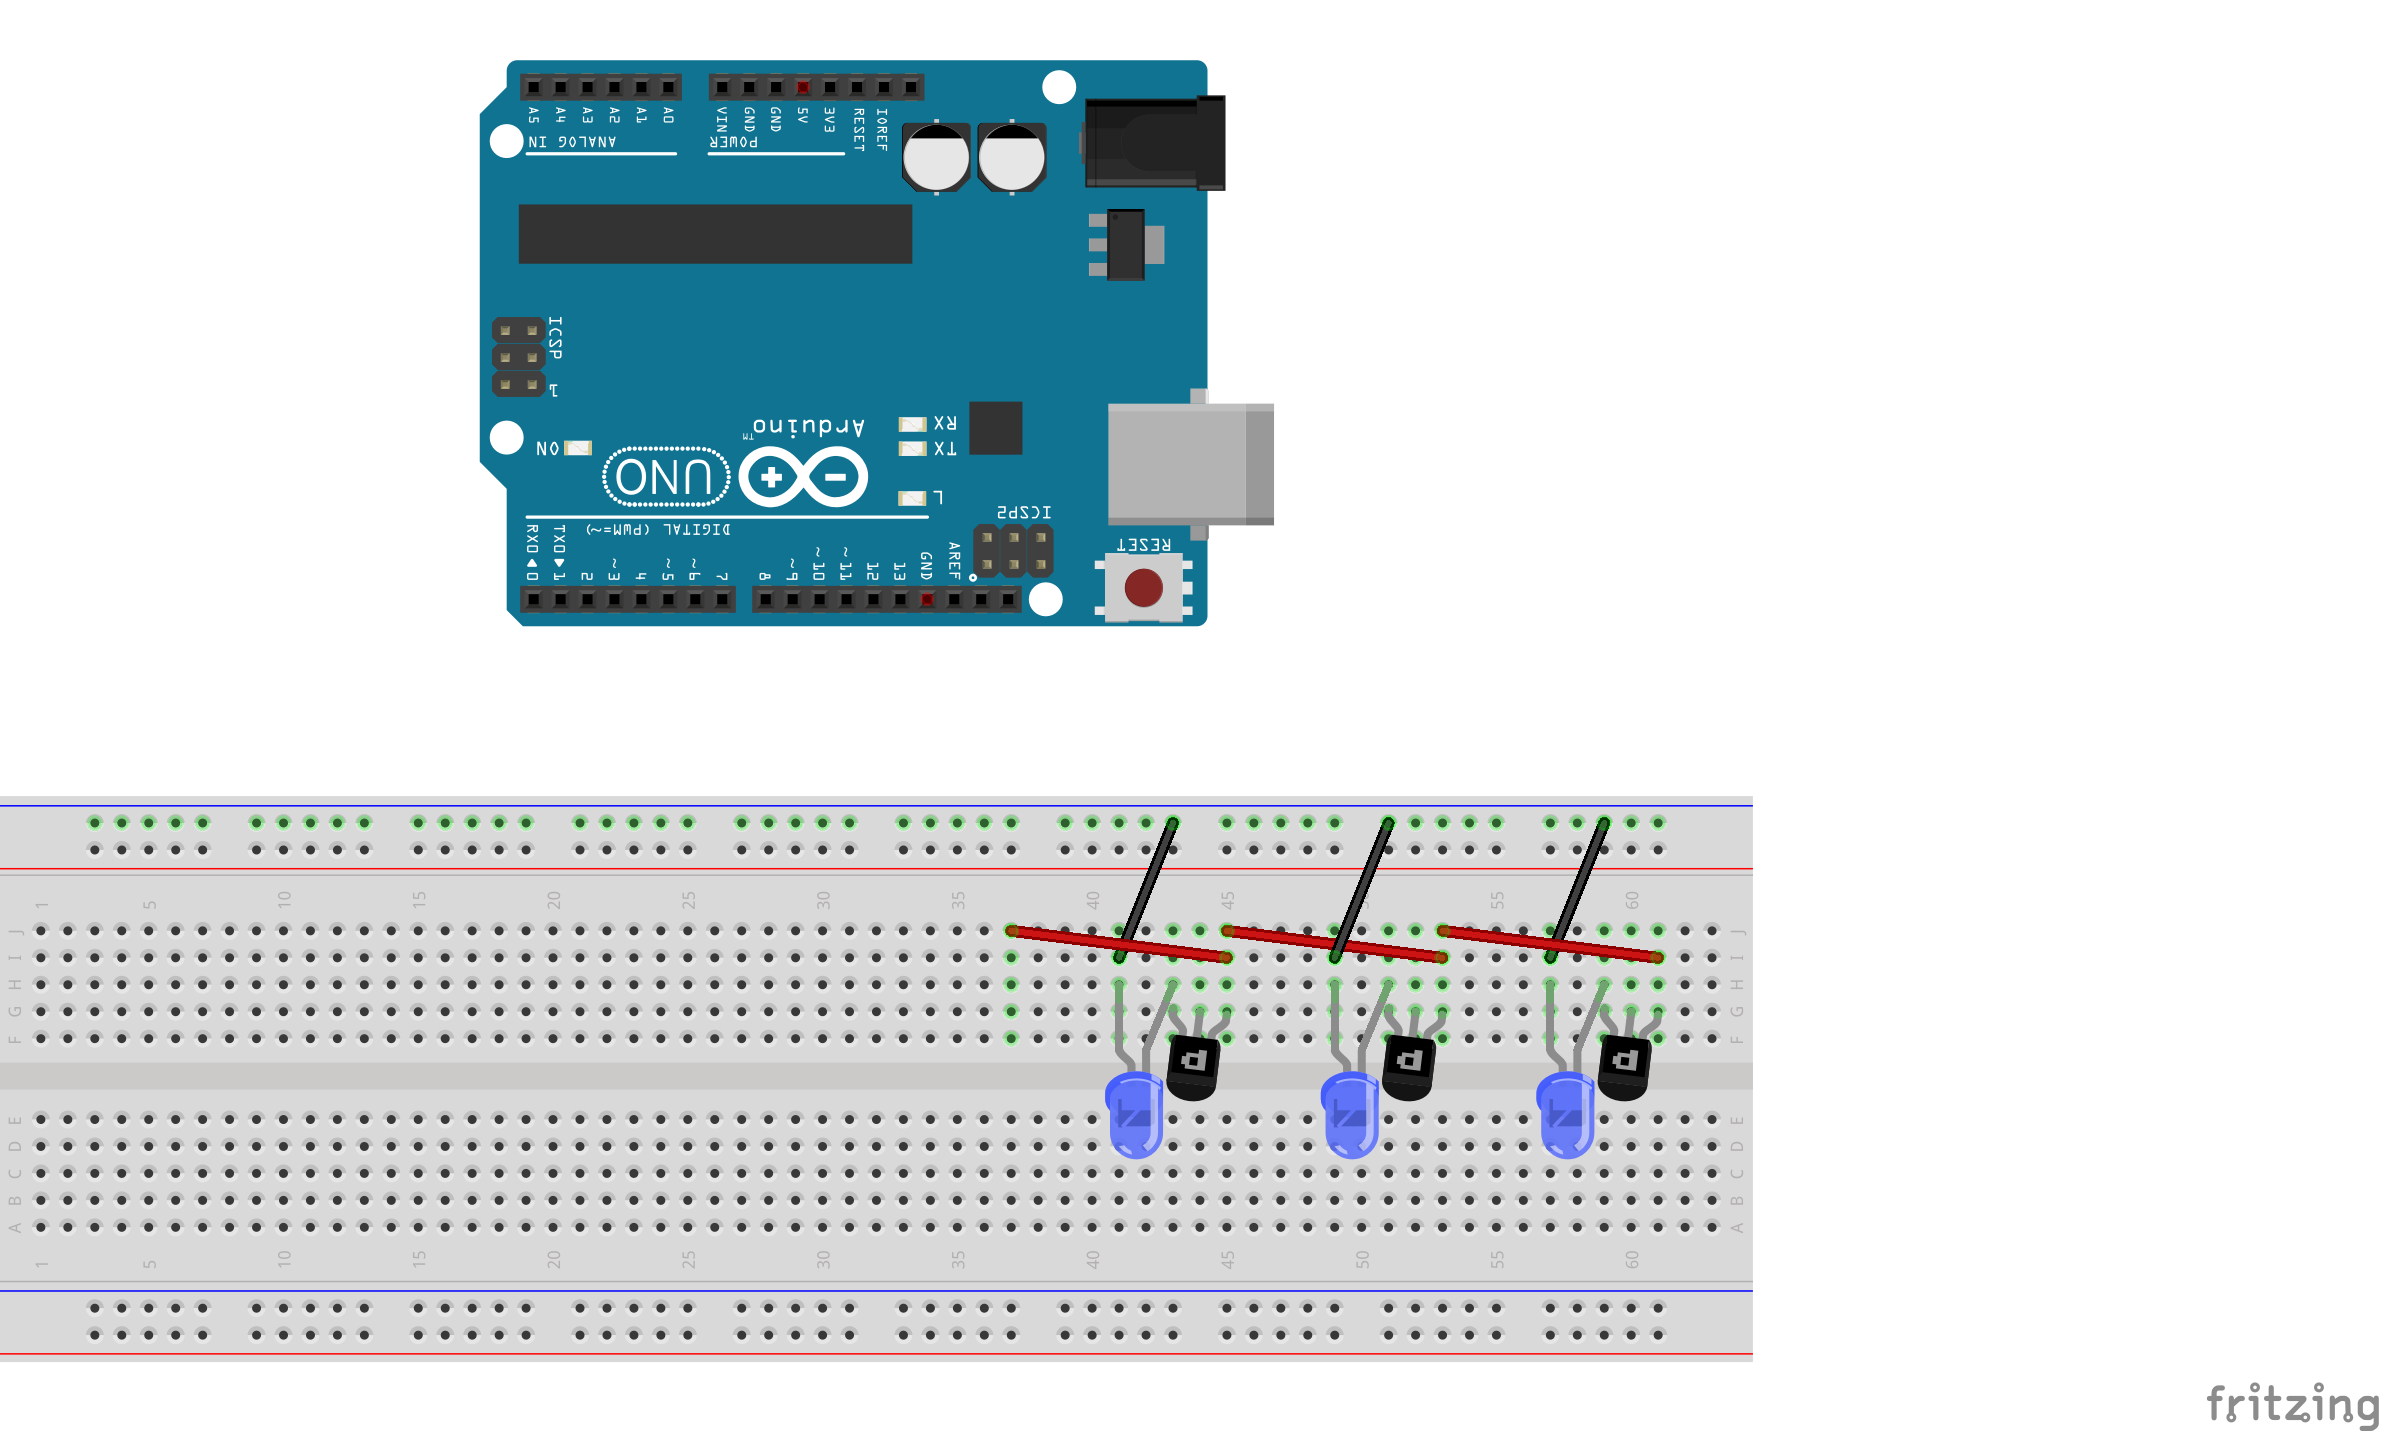 A5 A4 A3 A2 A1 A0 VIN GND GND 5V 3V3 RESET IOREF
ANALOG IN POWER
ICSP
1
Arduino
TM
RX
TX
ON
UNO
L
ICSP2
DIGITAL (PWM=~)
RESET
RX0 TX0
0 1 2 ~3 4 ~5 ~6 7 8 ~9 ~10 ~11 12 13 GND AREF
1 5 10 15 20 25 30 35 40 45 55 60
J J
I I
H H
G G
F F
E E
D D
C C
B B
A A
1 5 10 15 20 25 30 35 40 45 50 55 60
fritzing